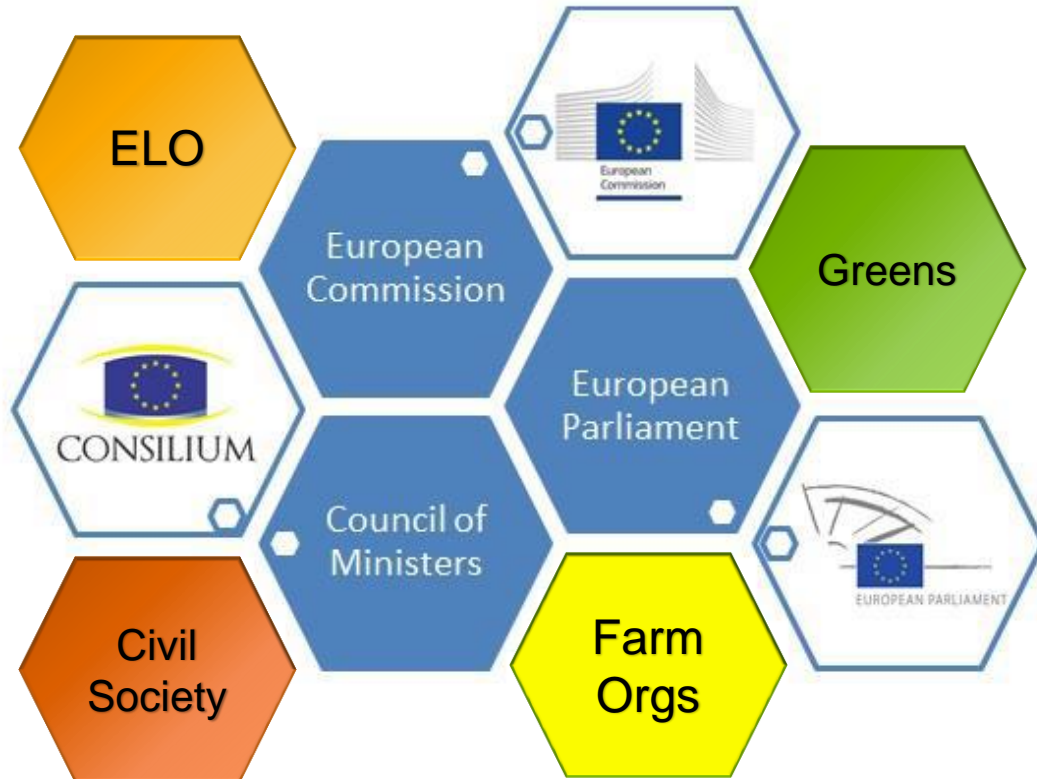 ELO
European
Commission
European
Commission
Greens
CONSILIUM
European
Parliament
Council of
Ministers
EUROPEAN PARLIAMENT
Civil
Society
Farm
Orgs